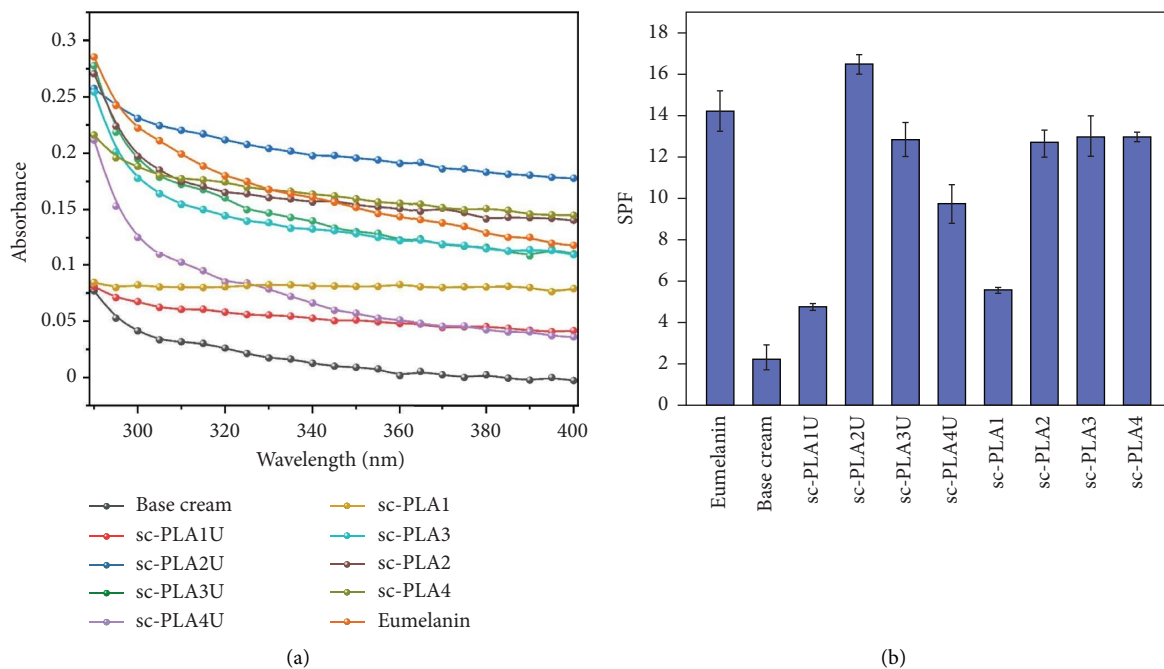 0.3
0.25
0.2
0.15
0.1
0.05
0
Absorbance
300
320
340
360
380
400
Wavelength (nm)
Base cream
sc-PLA1U
sc-PLA2U
sc-PLA3U
sc-PLA4U
sc-PLA1
sc-PLA3
sc-PLA2
sc-PLA4
Eumelanin
(a)
18
16
14
12
10
8
6
4
2
0
SPF
Eumelanin
Base cream
sc-PLA1U
sc-PLA2U
sc-PLA3U
sc-PLA4U
sc-PLA1
sc-PLA2
sc-PLA3
sc-PLA4
(b)